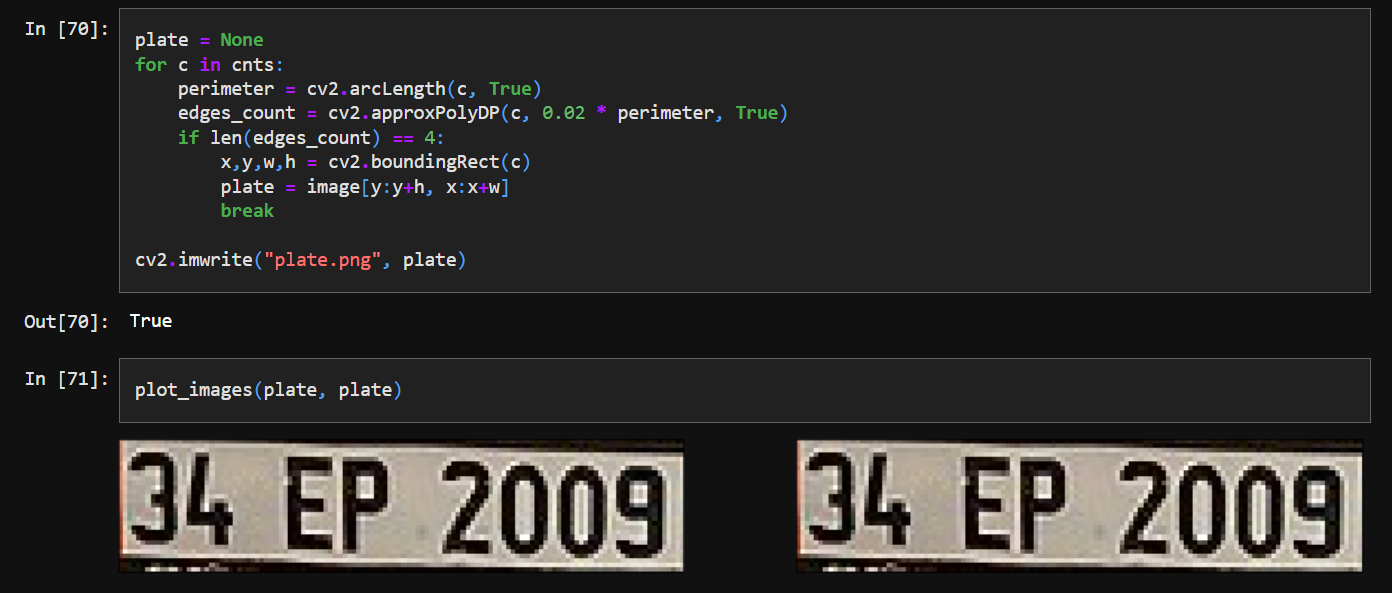 In [70]:
plate = None
for c in cnts:
    perimeter = cv2.arcLength(c, True)
    edges_count = cv2.approxPolyDP(c, 0.02 * perimeter, True)
    if len(edges_count) == 4:
        x,y,w,h = cv2.boundingRect(c)
        plate = image[y:y+h, x:x+w]
        break
cv2.imwrite("plate.png", plate)
Out[70]: True
In [71]:
plot_images(plate, plate)
34 EP 2009
34 EP 2009